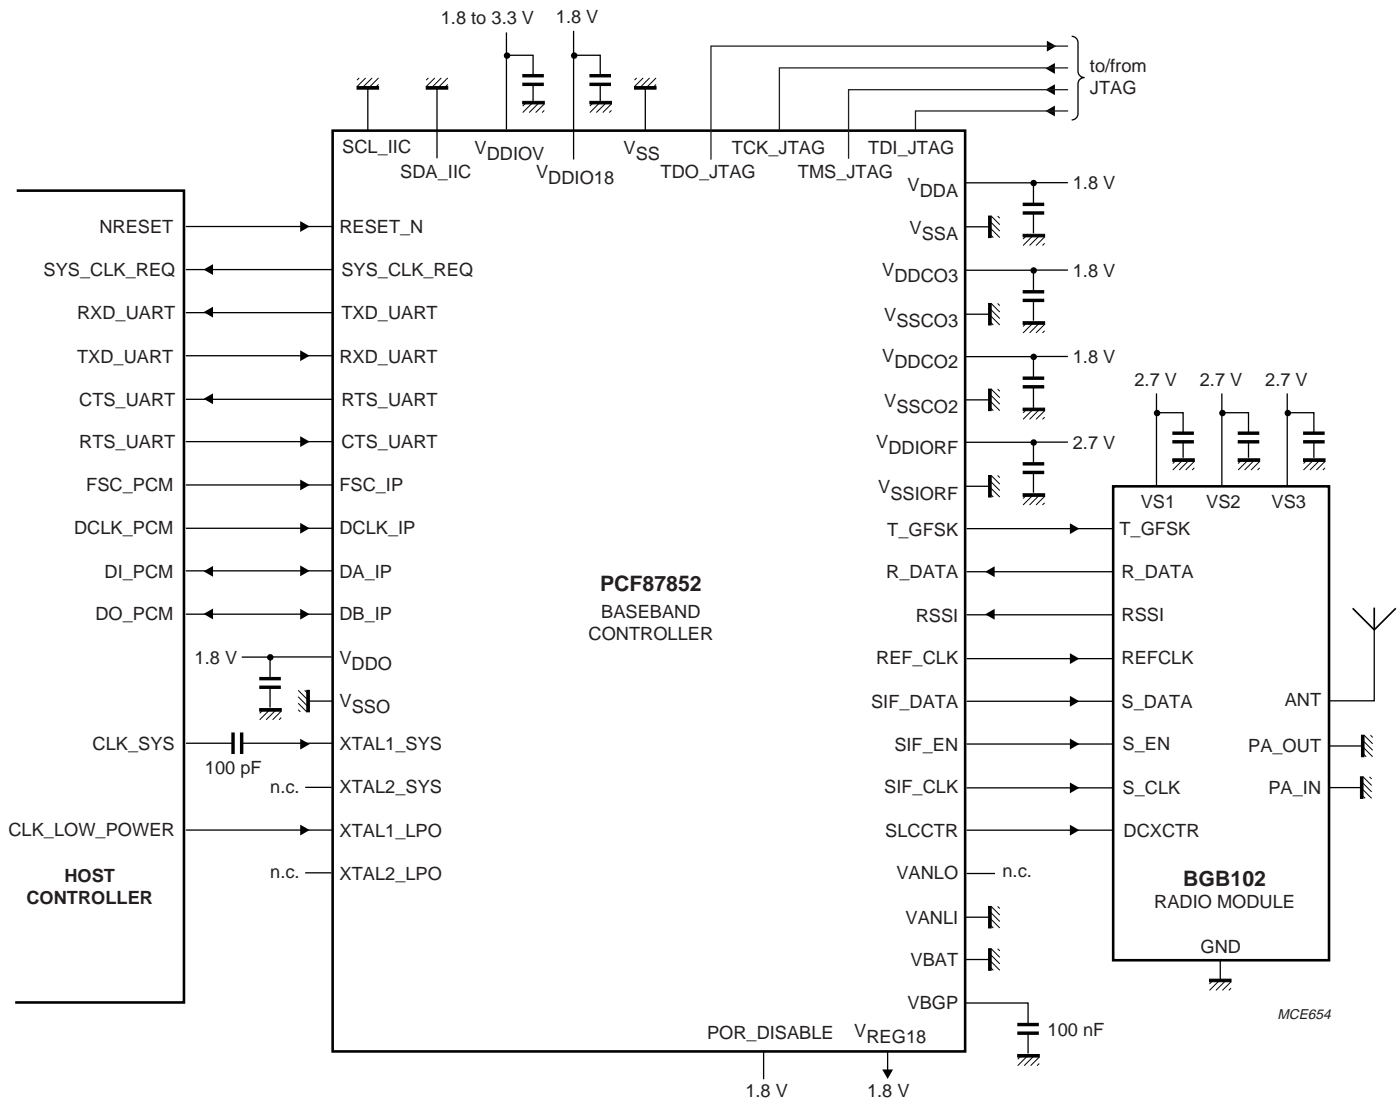 1.8 to 3.3 V
1.8 V
to/from
JTAG
SCL_IIC
SDA_IIC
VDDIOV
VDDIO18
VSS
TDO_JTAG
TCK_JTAG
TMS_JTAG
TDI_JTAG
NRESET
SYS_CLK_REQ
RXD_UART
TXD_UART
CTS_UART
RTS_UART
FSC_PCM
DCLK_PCM
DI_PCM
DO_PCM
1.8 V
CLK_SYS
100 pF
n.c.
CLK_LOW_POWER
n.c.
HOST
CONTROLLER
RESET_N
SYS_CLK_REQ
TXD_UART
RXD_UART
RTS_UART
CTS_UART
FSC_IP
DCLK_IP
DA_IP
DB_IP
VDDO
VSSO
XTAL1_SYS
XTAL2_SYS
XTAL1_LPO
XTAL2_LPO
PCF87852
BASEBAND
CONTROLLER
VDDA
1.8 V
VSSA
VDDCO3
1.8 V
VSSCO3
VDDCO2
1.8 V
VSSCO2
VDDIORF
2.7 V
VSSIORF
T_GFSK
R_DATA
RSSI
REF_CLK
SIF_DATA
SIF_EN
SIF_CLK
SLCCTR
VANLO
n.c.
VANLI
VBAT
VBGP
100 nF
POR_DISABLE
1.8 V
VREG18
1.8 V
2.7 V
2.7 V
2.7 V
VS1
VS2
VS3
T_GFSK
R_DATA
RSSI
REFCLK
S_DATA
S_EN
S_CLK
DCXCTR
ANT
PA_OUT
PA_IN
BGB102
RADIO MODULE
GND
MCE654